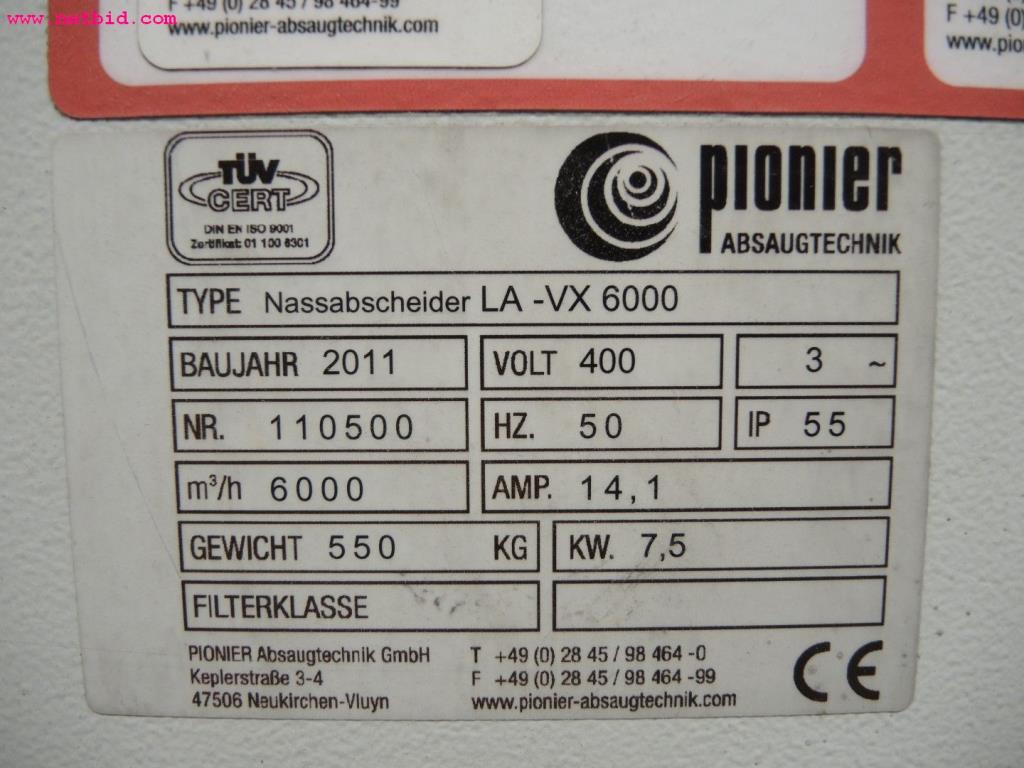 www.netbid.com
F +49 (0) 28 45 / 98 464-99
www.pionier-absaugtechnik.com
F +49 (0)
www.pio
TÜV
CERT
DIN EN ISO 9001
Zertifikat: 01 100 6301
pionier
ABSAUGTECHNIK
TYPE Nassabscheider LA -VX 6000
BAUJAHR 2011 VOLT 400 3 ~
NR. 110500 HZ. 50 IP 55
m³/h 6000 AMP. 14,1
GEWICHT 550 KG KW. 7,5
FILTERKLASSE
PIONIER Absaugtechnik GmbH T +49 (0) 28 45 / 98 464 -0
Keplerstraße 3-4 F +49 (0) 28 45 / 98 464 -99
47506 Neukirchen-Vluyn www.pionier-absaugtechnik.com
CE